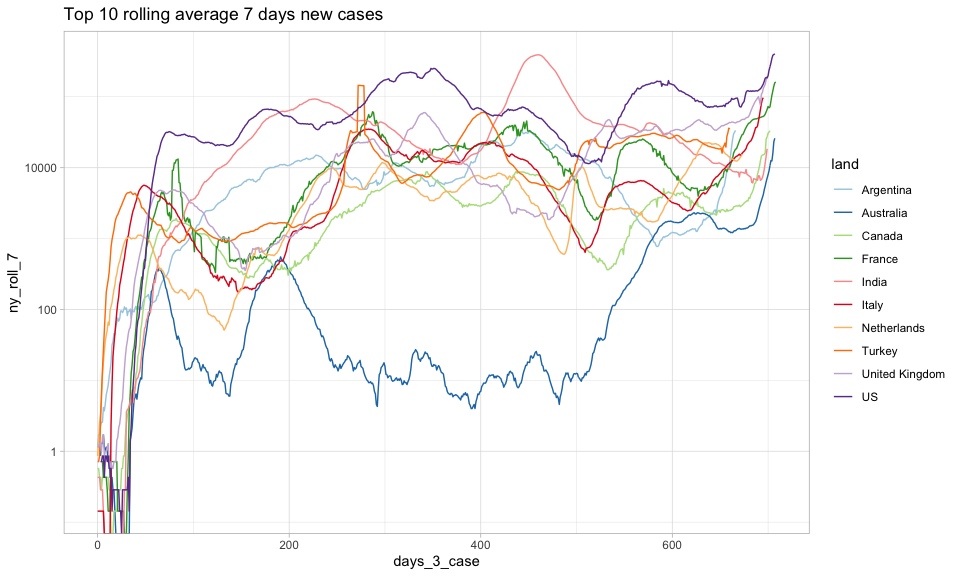 Top 10 rolling average 7 days new cases
ny_roll_7
10000
100
1
0
200
400
600
days_3_case
land
Argentina
Australia
Canada
France
India
Italy
Netherlands
Turkey
United Kingdom
US